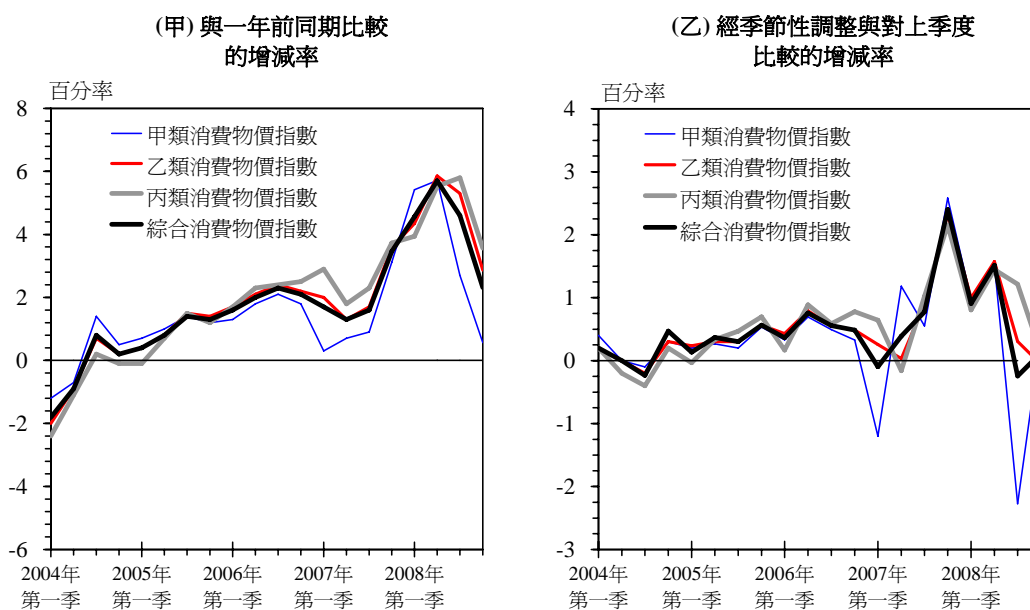 (甲) 與一年前同期比較
的增減率
百分率
8
6
4
2
0
-2
-4
-6
甲類消費物價指數
乙類消費物價指數
丙類消費物價指數
綜合消費物價指數
2004年 2005年 2006年 2007年 2008年
第一季 第一季 第一季 第一季 第一季
(乙) 經季節性調整與對上季度
比較的增減率
百分率
4
3
2
1
0
-1
-2
-3
甲類消費物價指數
乙類消費物價指數
丙類消費物價指數
綜合消費物價指數
2004年 2005年 2006年 2007年 2008年
第一季 第一季 第一季 第一季 第一季